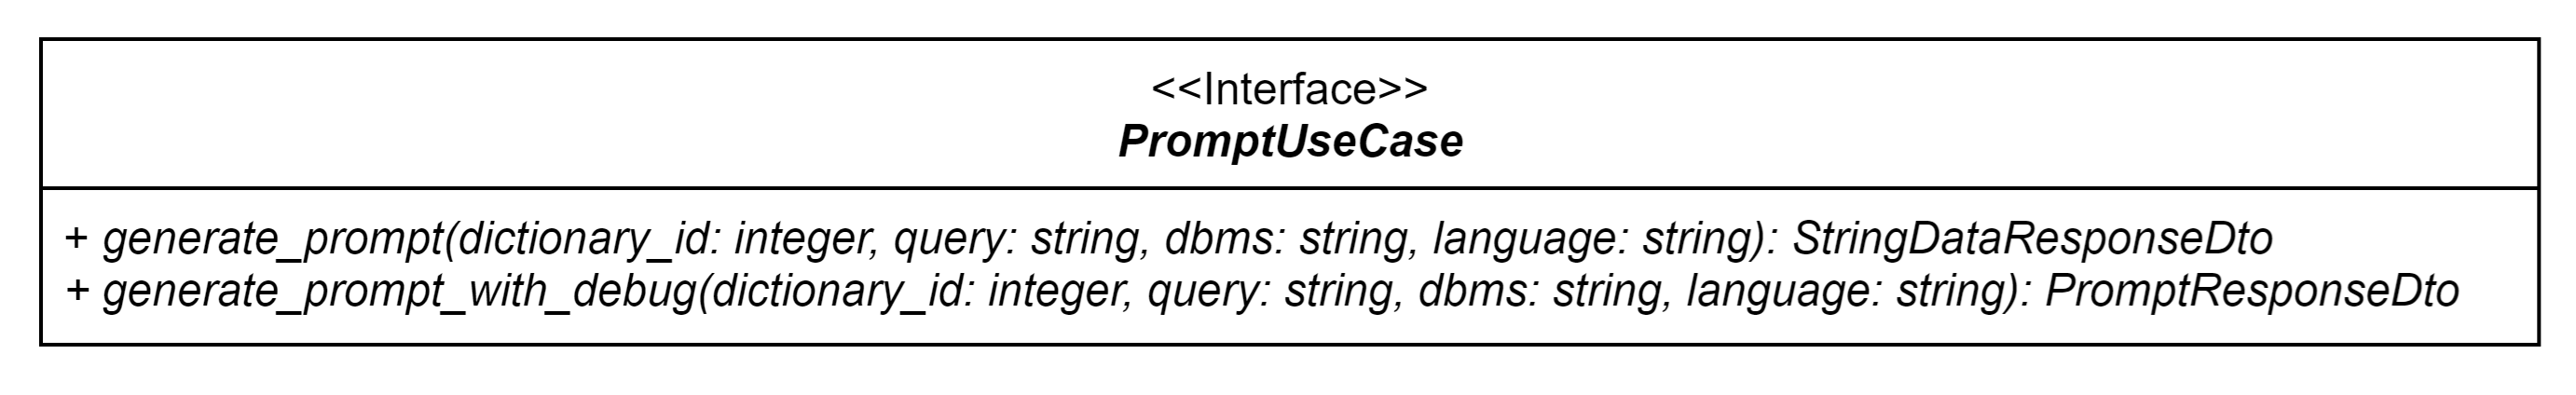 <<Interface>>
PromptUseCase
+ generate_prompt(dictionary_id: integer, query: string, dbms: string, language: string): StringDataResponseDto
+ generate_prompt_with_debug(dictionary_id: integer, query: string, dbms: string, language: string): PromptResponseDto